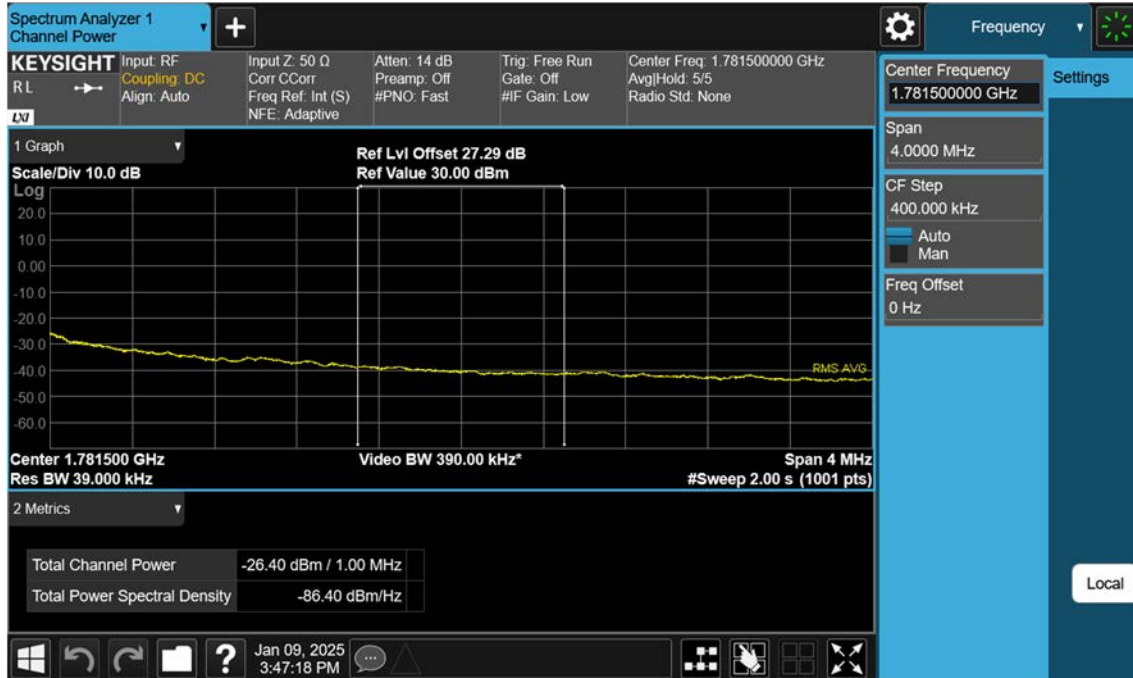 Spectrum Analyzer 1
Channel Power
Frequency
KEYSIGHT
RL
LXI
Input: RF
Coupling: DC
Align: Auto
Input Z: 50 Ω
Corr CCorr
Freq Ref: Int (S)
NFE: Adaptive
Atten: 14 dB
Preamp: Off
#PNO: Fast
Trig: Free Run
Gate: Off
#IF Gain: Low
Center Freq: 1.781500000 GHz
Avg|Hold: 5/5
Radio Std: None
Center Frequency
1.781500000 GHz
Settings
Span
4.0000 MHz
CF Step
400.000 kHz
Auto
Man
Freq Offset
0 Hz
Local
1 Graph
Ref Lvl Offset 27.29 dB
Scale/Div 10.0 dB
Ref Value 30.00 dBm
Log
20.0
10.0
0.00
-10.0
-20.0
-30.0
-40.0
-50.0
-60.0
RMS AVG
Center 1.781500 GHz
Video BW 390.00 kHz*
Span 4 MHz
Res BW 39.000 kHz
#Sweep 2.00 s (1001 pts)
2 Metrics
Total Channel Power -26.40 dBm / 1.00 MHz
Total Power Spectral Density -86.40 dBm/Hz
?
Jan 09, 2025
3:47:18 PM